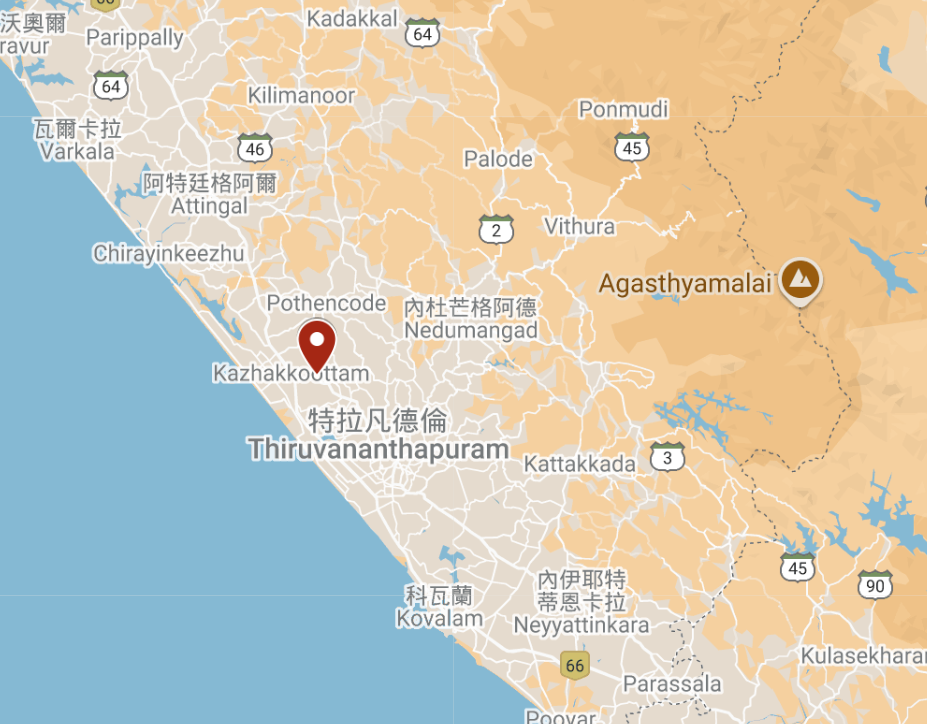 66
沃奧爾
ravur
Parippally
Kadakkal
64
64
Kilimanoor
Ponmudi
瓦爾卡拉
Varkala
46
45
Palode
阿特廷格阿爾
Attingal
2
Vithura
Chirayinkeezhu
Agasthyamalai
Pothencode
內杜芒格阿德
Nedumangad
Kazhakkoottam
特拉凡德倫
Thiruvananthapuram
Kattakkada
3
45
90
科瓦蘭
Kovalam
內伊耶特
蒂恩卡拉
Neyyattinkara
66
Kulasekharam
Parassala
Poovar